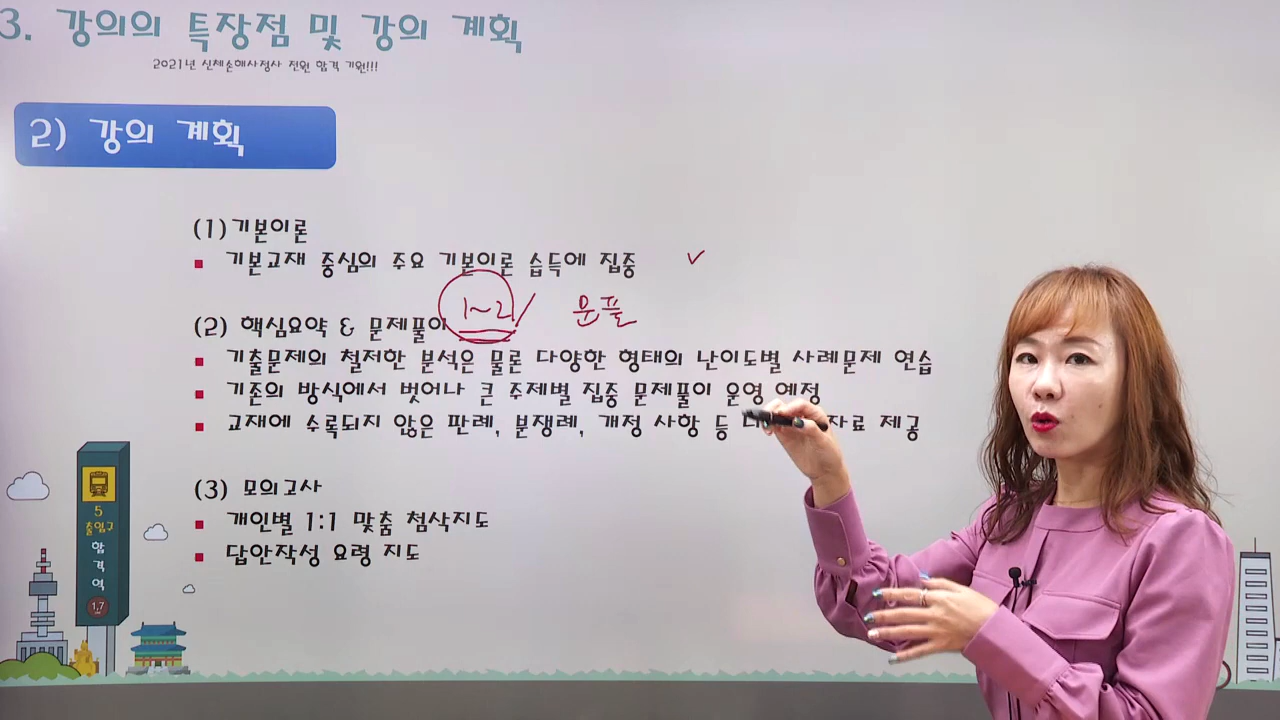 3. 강의의 특장점 및 강의 계획
2021년 신체손해사정사 전원 합격 기원!!!
2) 강의 계획
(1) 기본이론
기본교재 중심의 주요 기본이론 습득에 집중
1~2 문풀
(2) 핵심요약 & 문제풀이
기출문제의 철저한 분석은 물론 다양한 형태의 난이도별 사례문제 연습
기존의 방식에서 벗어나 큰 주제별 집중 문제풀이 운영 예정
교재에 수록되지 않은 판례, 분쟁례, 개정 사항 등 자료 제공
(3) 모의고사
개인별 1:1 맞춤 첨삭지도
답안작성 요령 지도
5
출입구
합격역
1,7